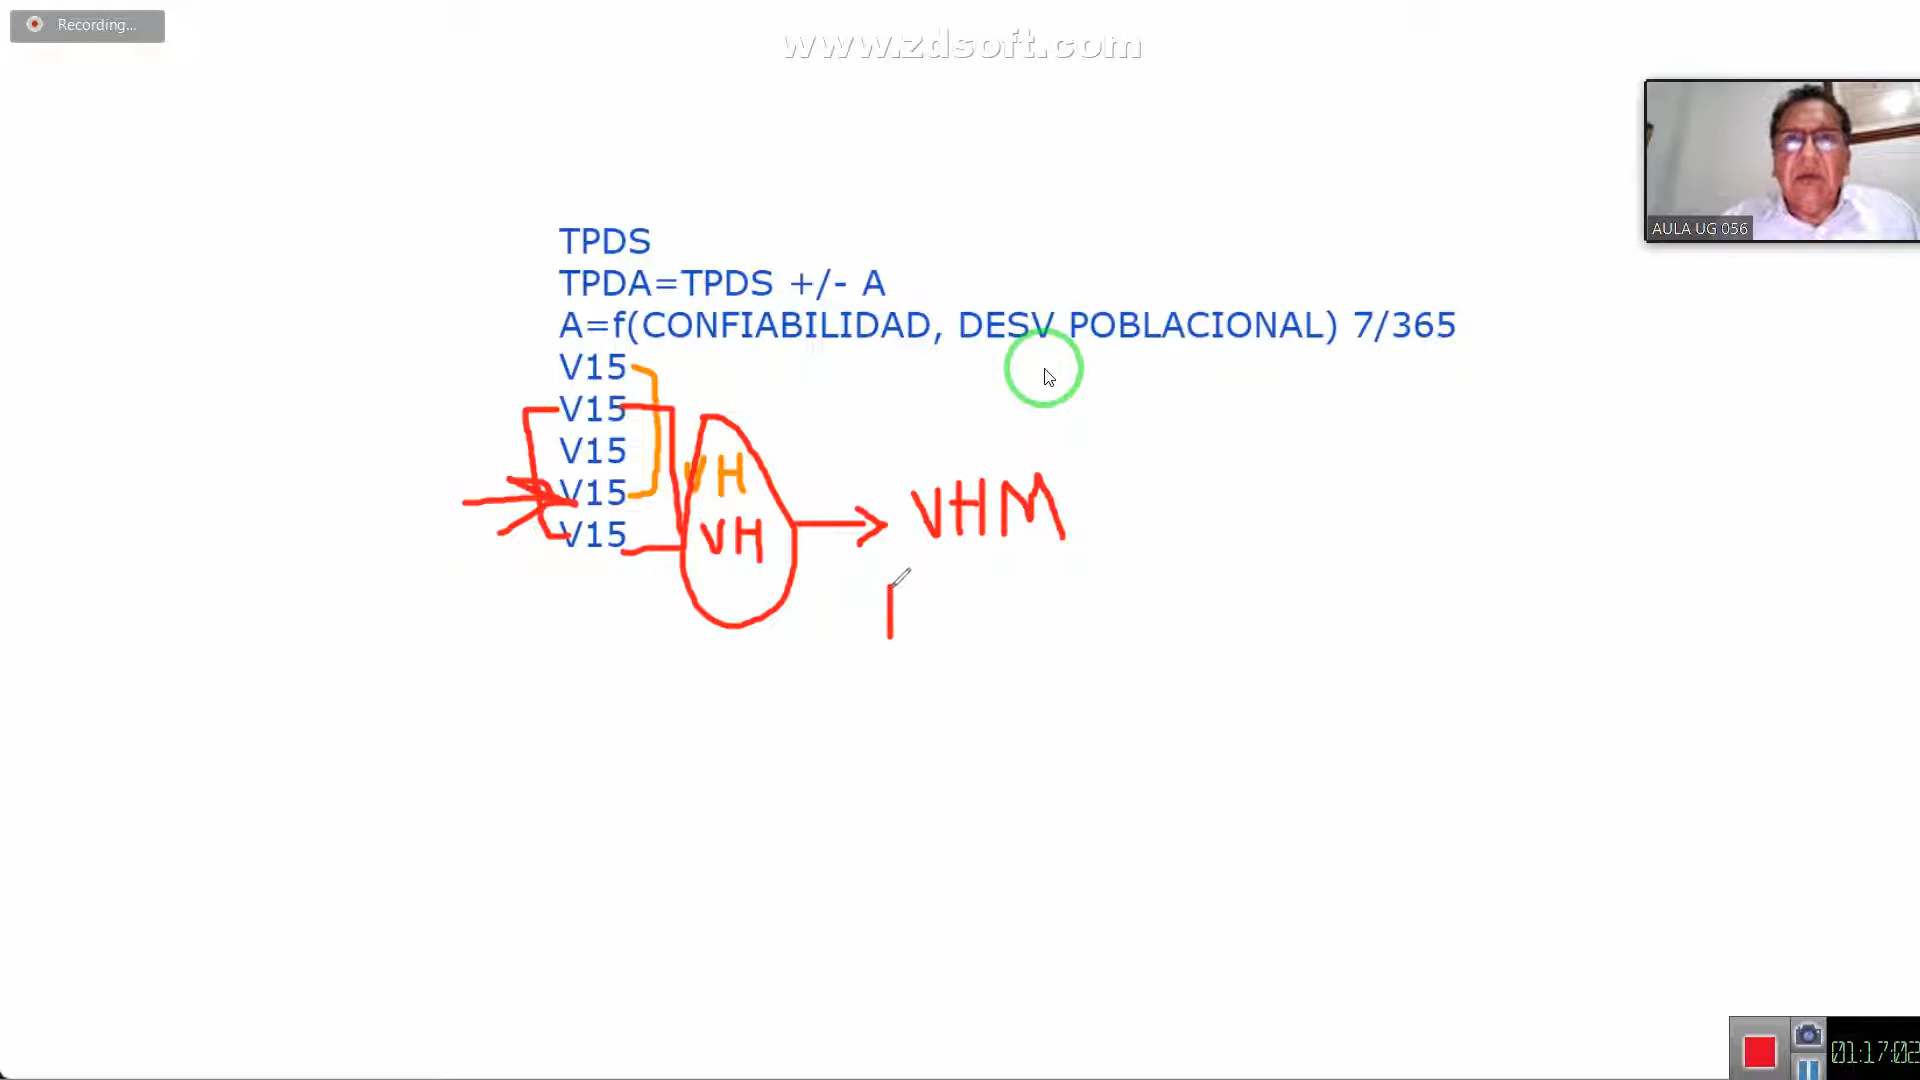 Recording...
www.zdsoft.com
AULA UG 056
TPDS
TPDA=TPDS +/- A
A=f(CONFIABILIDAD, DESV POBLACIONAL) 7/365
V15
V15
V15
V15
V15
VH
VH
VHM
01:17:02